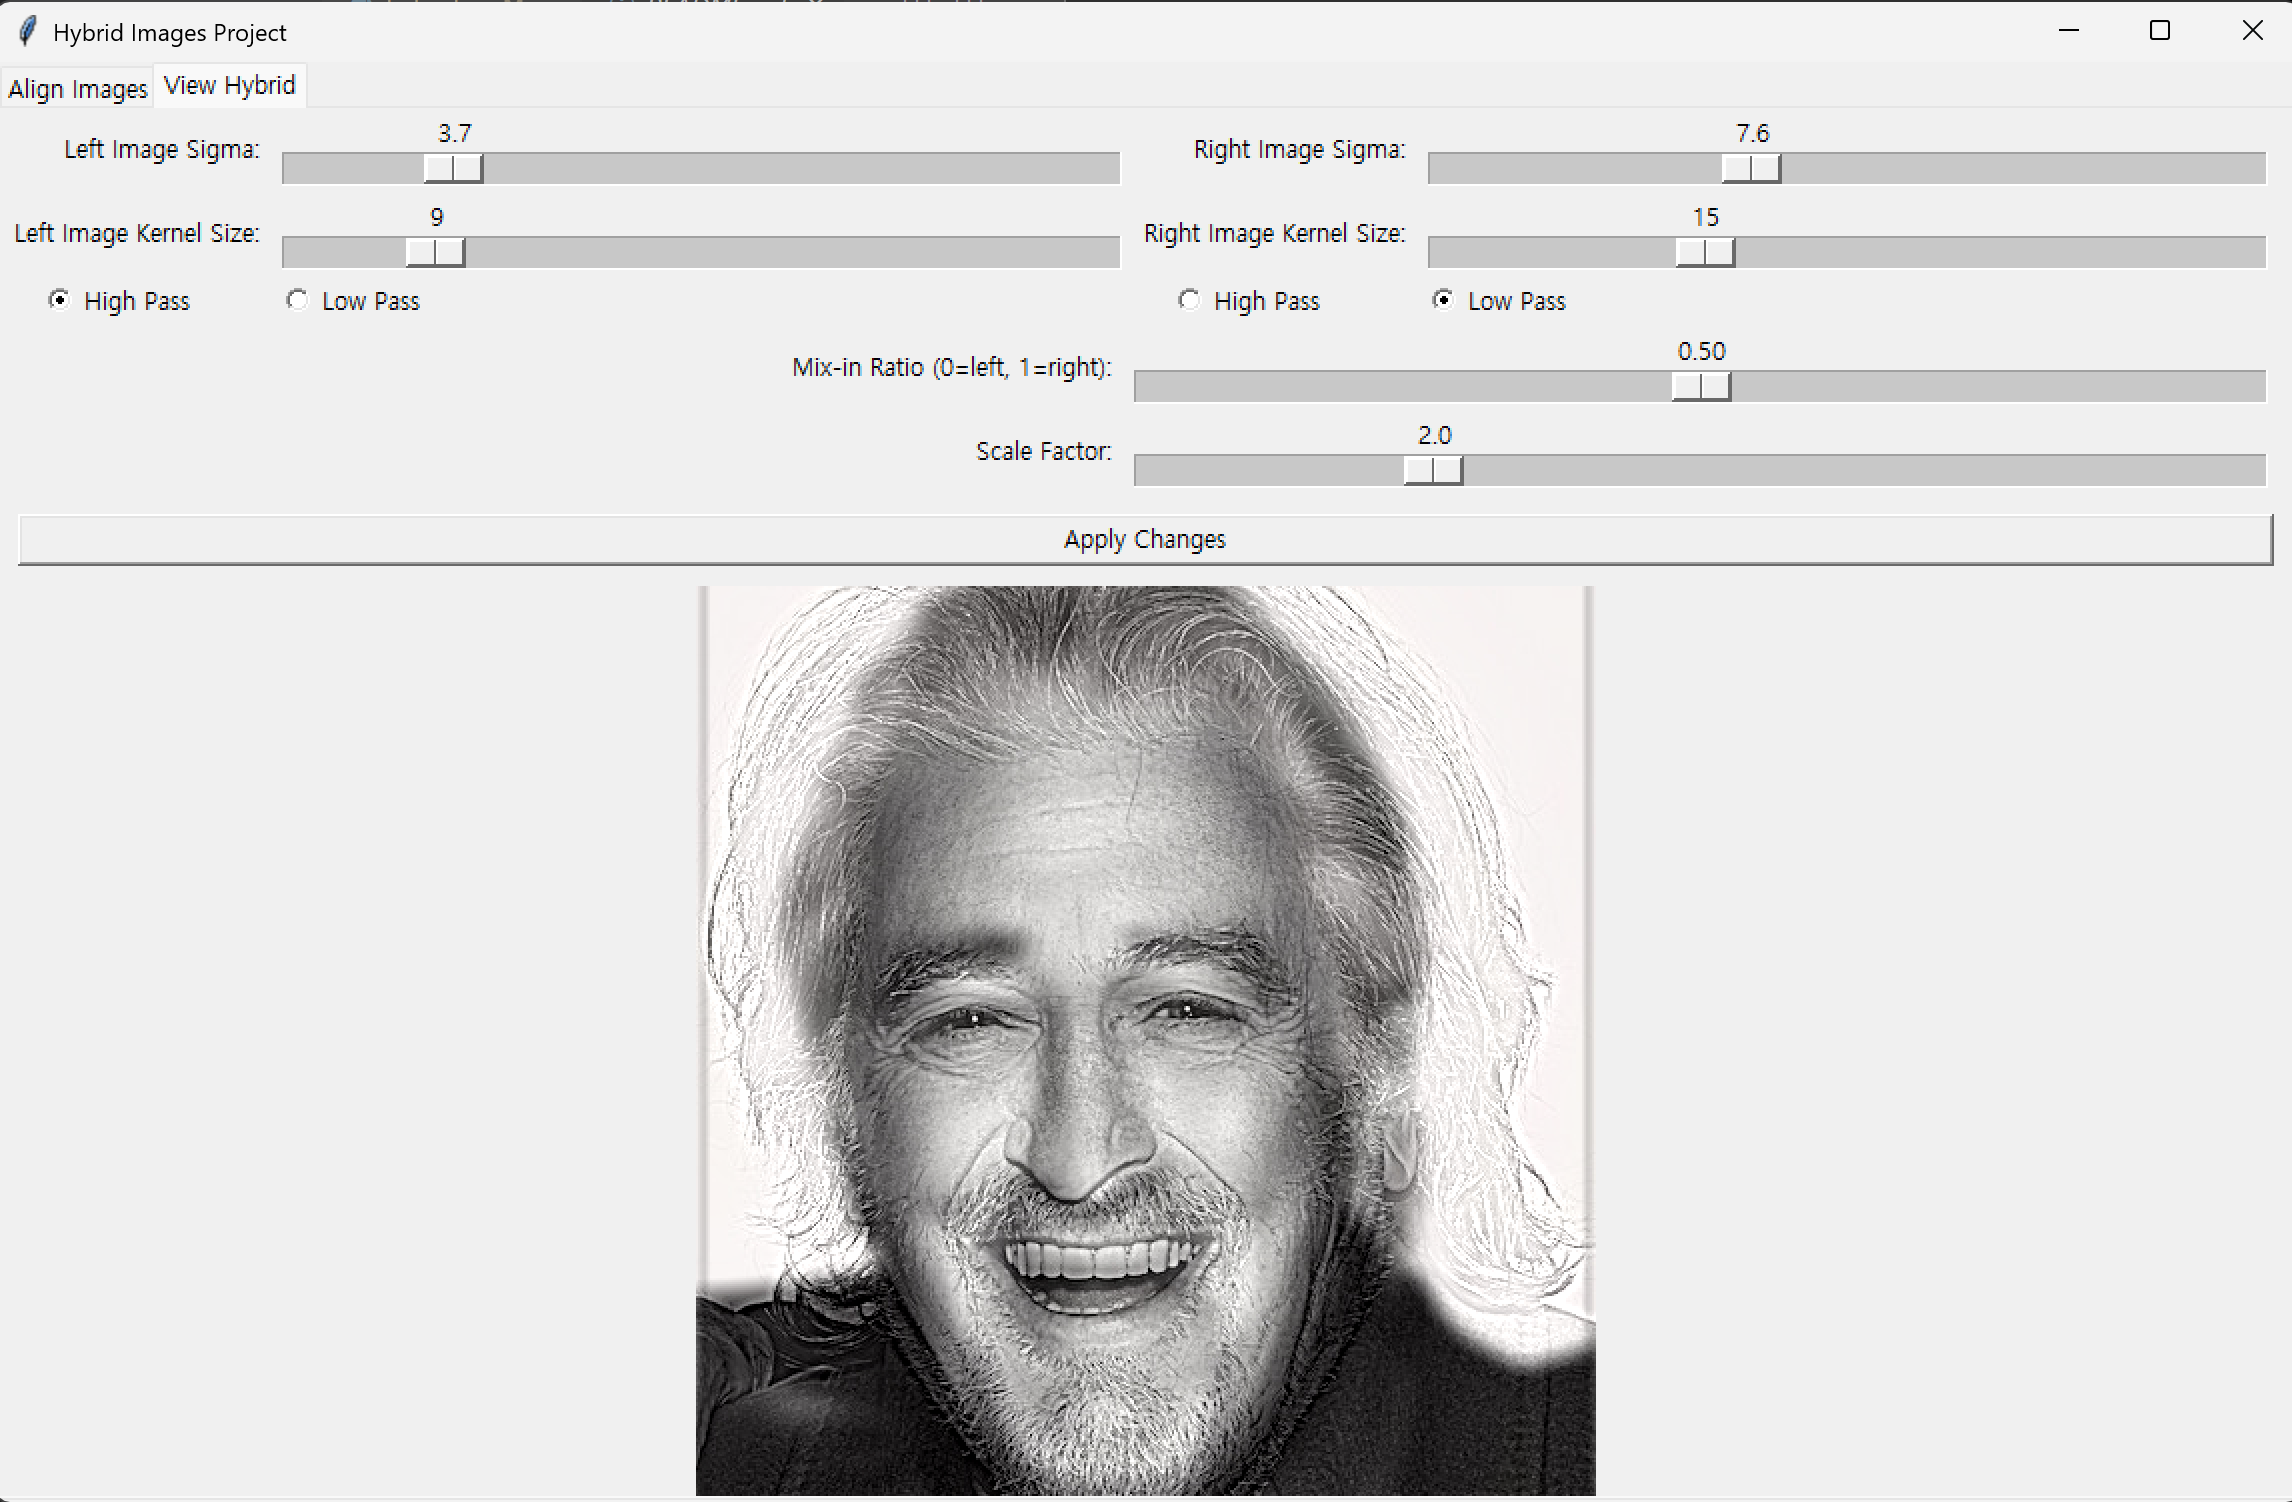 Hybrid Images Project
Align Images View Hybrid
3.7 7.6
Left Image Sigma: Right Image Sigma:
9 15
Left Image Kernel Size: Right Image Kernel Size:
High Pass Low Pass High Pass Low Pass
0.50
Mix-in Ratio (0=left, 1=right):
2.0
Scale Factor:
Apply Changes